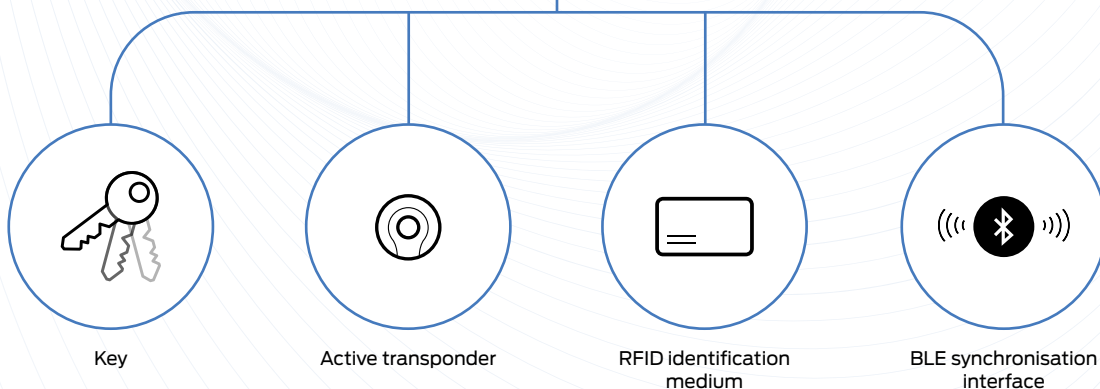 Key
Active transponder
RFID identification
medium
BLE synchronisation
interface